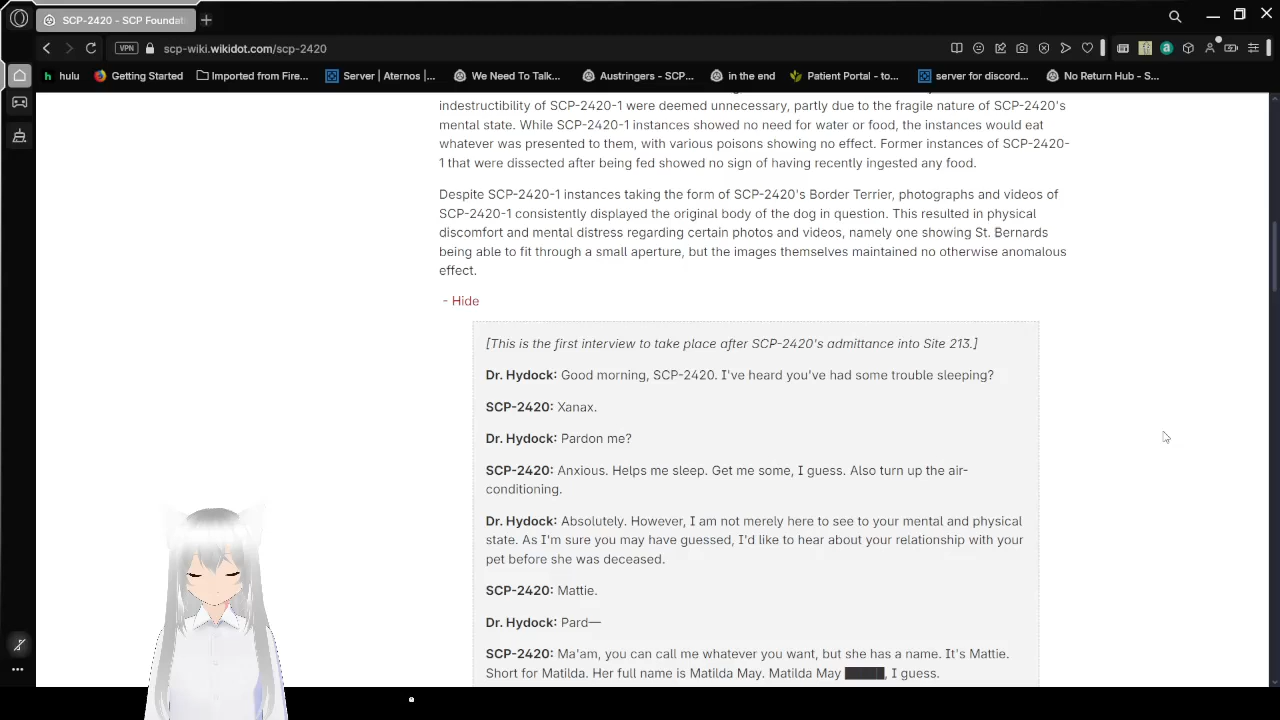 SCP-2420 - SCP Foundat
VPN scp-wiki.wikidot.com/scp-2420
hulu Getting Started Imported from Fire... Server | Aternos |... We Need To Talk... Austringers - SCP... in the end Patient Portal - to... server for discord... No Return Hub - S...
indestructibility of SCP-2420-1 were deemed unnecessary, partly due to the fragile nature of SCP-2420's
mental state. While SCP-2420-1 instances showed no need for water or food, the instances would eat
whatever was presented to them, with various poisons showing no effect. Former instances of SCP-2420-
1 that were dissected after being fed showed no sign of having recently ingested any food.
Despite SCP-2420-1 instances taking the form of SCP-2420's Border Terrier, photographs and videos of
SCP-2420-1 consistently displayed the original body of the dog in question. This resulted in physical
discomfort and mental distress regarding certain photos and videos, namely one showing St. Bernards
being able to fit through a small aperture, but the images themselves maintained no otherwise anomalous
effect.
- Hide
[This is the first interview to take place after SCP-2420's admittance into Site 213.]
Dr. Hydock: Good morning, SCP-2420. I've heard you've had some trouble sleeping?
SCP-2420: Xanax.
Dr. Hydock: Pardon me?
SCP-2420: Anxious. Helps me sleep. Get me some, I guess. Also turn up the air-
conditioning.
Dr. Hydock: Absolutely. However, I am not merely here to see to your mental and physical
state. As I'm sure you may have guessed, I'd like to hear about your relationship with your
pet before she was deceased.
SCP-2420: Mattie.
Dr. Hydock: Pard—
SCP-2420: Ma'am, you can call me whatever you want, but she has a name. It's Mattie.
Short for Matilda. Her full name is Matilda May. Matilda May █████, I guess.